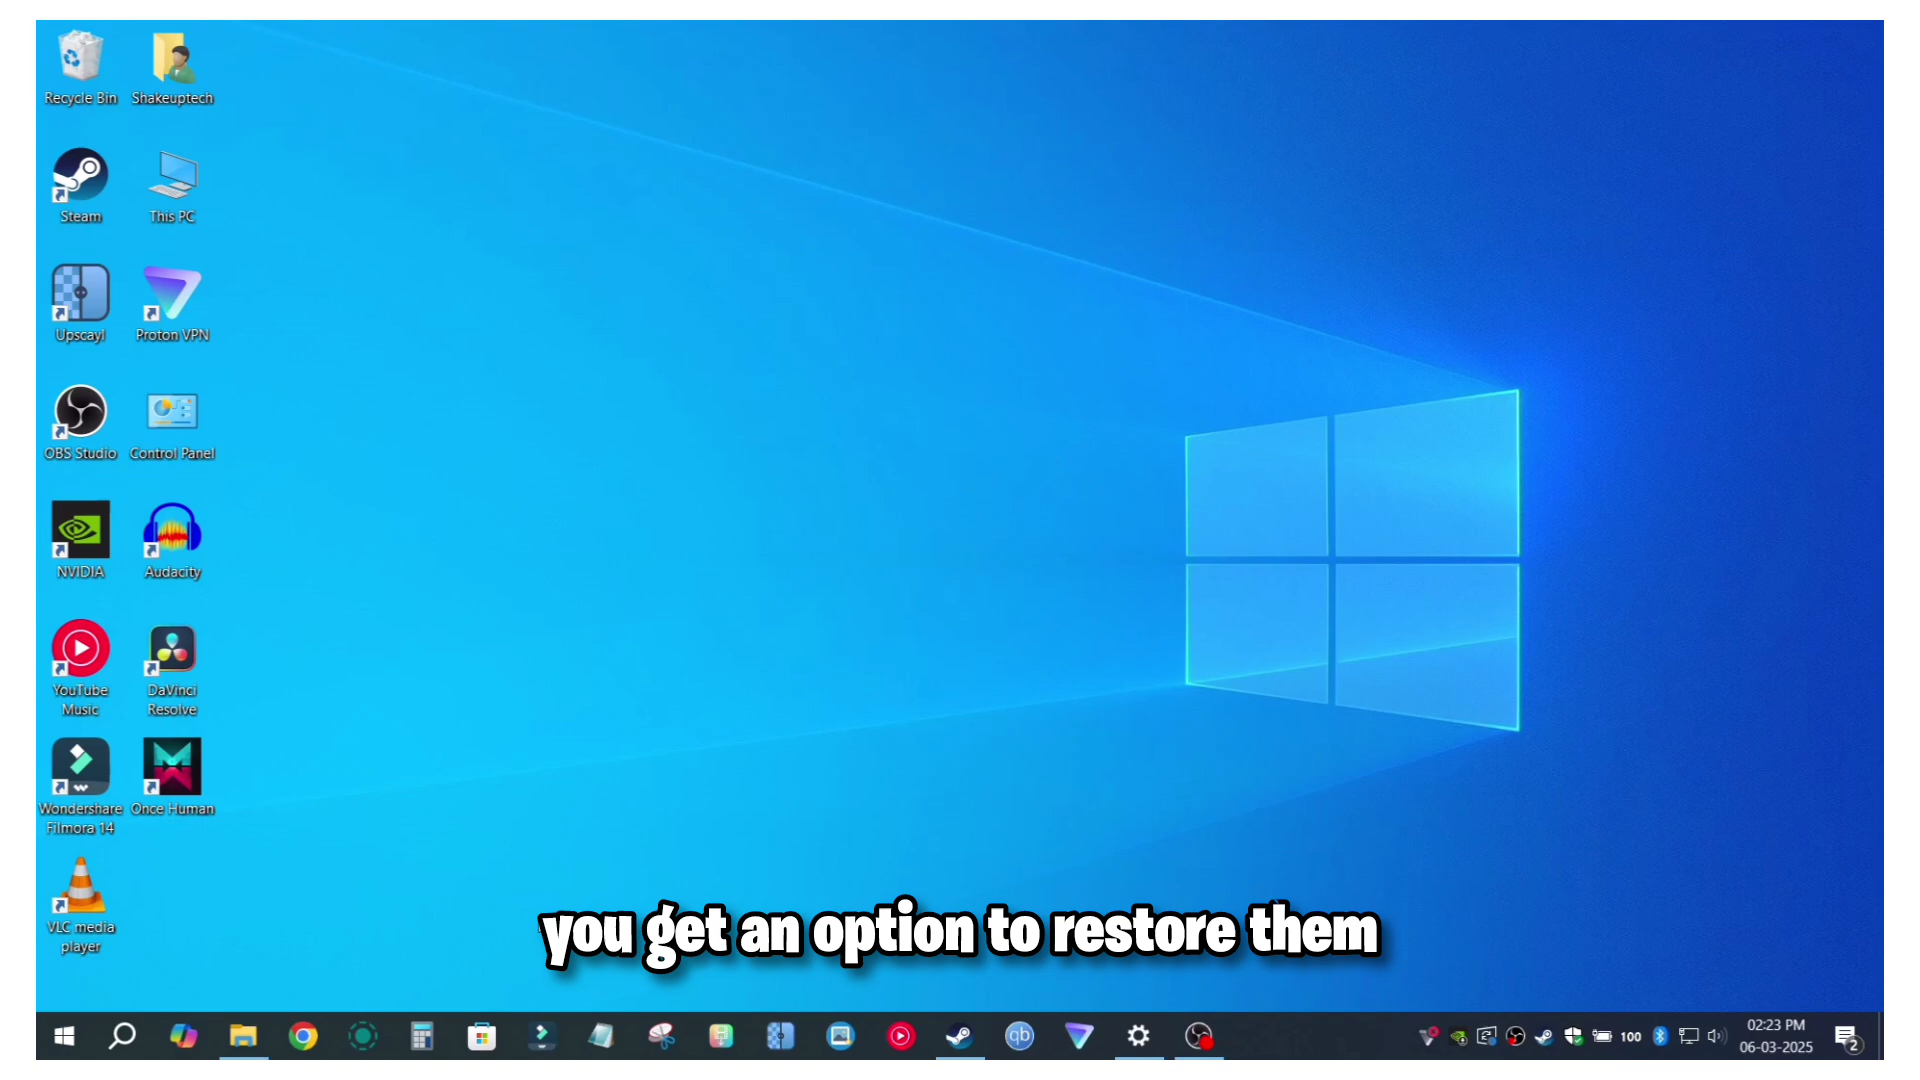 Recycle Bin
Shakeuptech
Steam
This PC
Upscayl
Proton VPN
OBS Studio
Control Panel
NVIDIA
Audacity
YouTube
Music
DaVinci
Resolve
Wondershare
Filmora 14
Once Human
VLC media
player
you get an option to restore them
qb
100
02:23 PM
06-03-2025
2